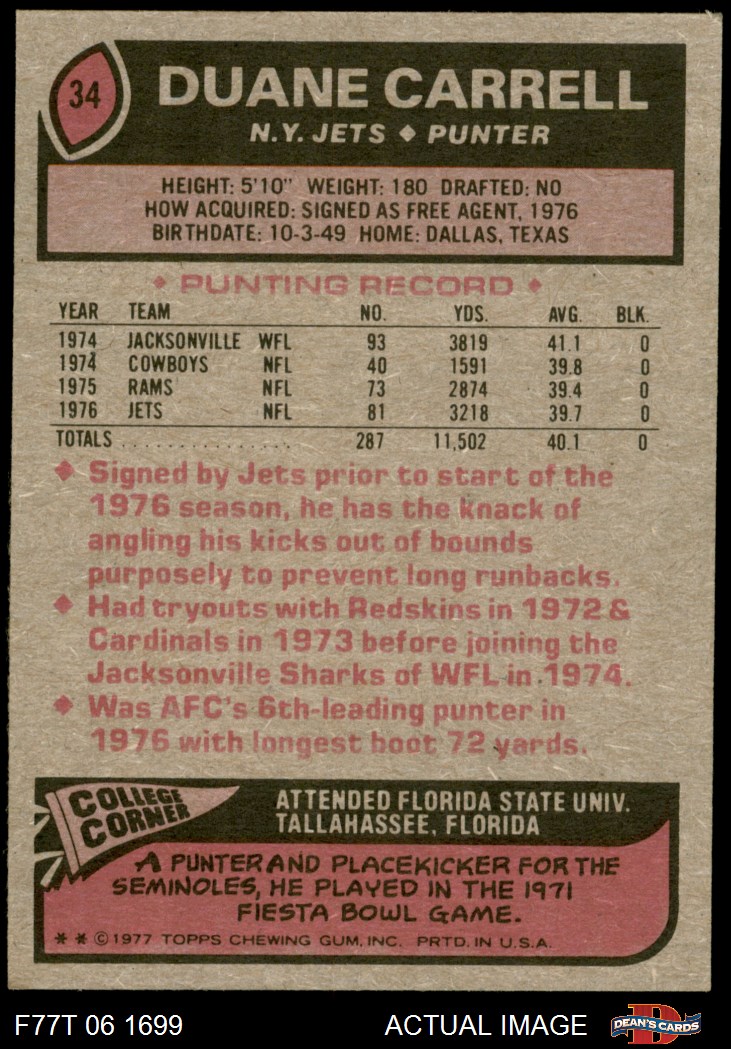 34
DUANE CARRELL
N.Y. JETS ◆ PUNTER
HEIGHT: 5'10" WEIGHT: 180 DRAFTED: NO
HOW ACQUIRED: SIGNED AS FREE AGENT, 1976
BIRTHDATE: 10-3-49 HOME: DALLAS, TEXAS
◆ PUNTING RECORD ◆
YEAR TEAM NO. YDS. AVG. BLK.
1974 JACKSONVILLE WFL 93 3819 41.1 0
1974 COWBOYS NFL 40 1591 39.8 0
1975 RAMS NFL 73 2874 39.4 0
1976 JETS NFL 81 3218 39.7 0
TOTALS . . . . . . . . . . . . . . . . . 287 11,502 40.1 0
◆ Signed by Jets prior to start of the
1976 season, he has the knack of
angling his kicks out of bounds
purposely to prevent long runbacks.
◆ Had tryouts with Redskins in 1972 &
Cardinals in 1973 before joining the
Jacksonville Sharks of WFL in 1974.
◆ Was AFC's 6th-leading punter in
1976 with longest boot 72 yards.
COLLEGE
CORNER
ATTENDED FLORIDA STATE UNIV.
TALLAHASSEE, FLORIDA
A PUNTER AND PLACEKICKER FOR THE
SEMINOLES, HE PLAYED IN THE 1971
FIESTA BOWL GAME.
* * © 1977 TOPPS CHEWING GUM, INC. PRTD. IN U.S.A.
F77T 06 1699 ACTUAL IMAGE
D
DEAN'S CARDS